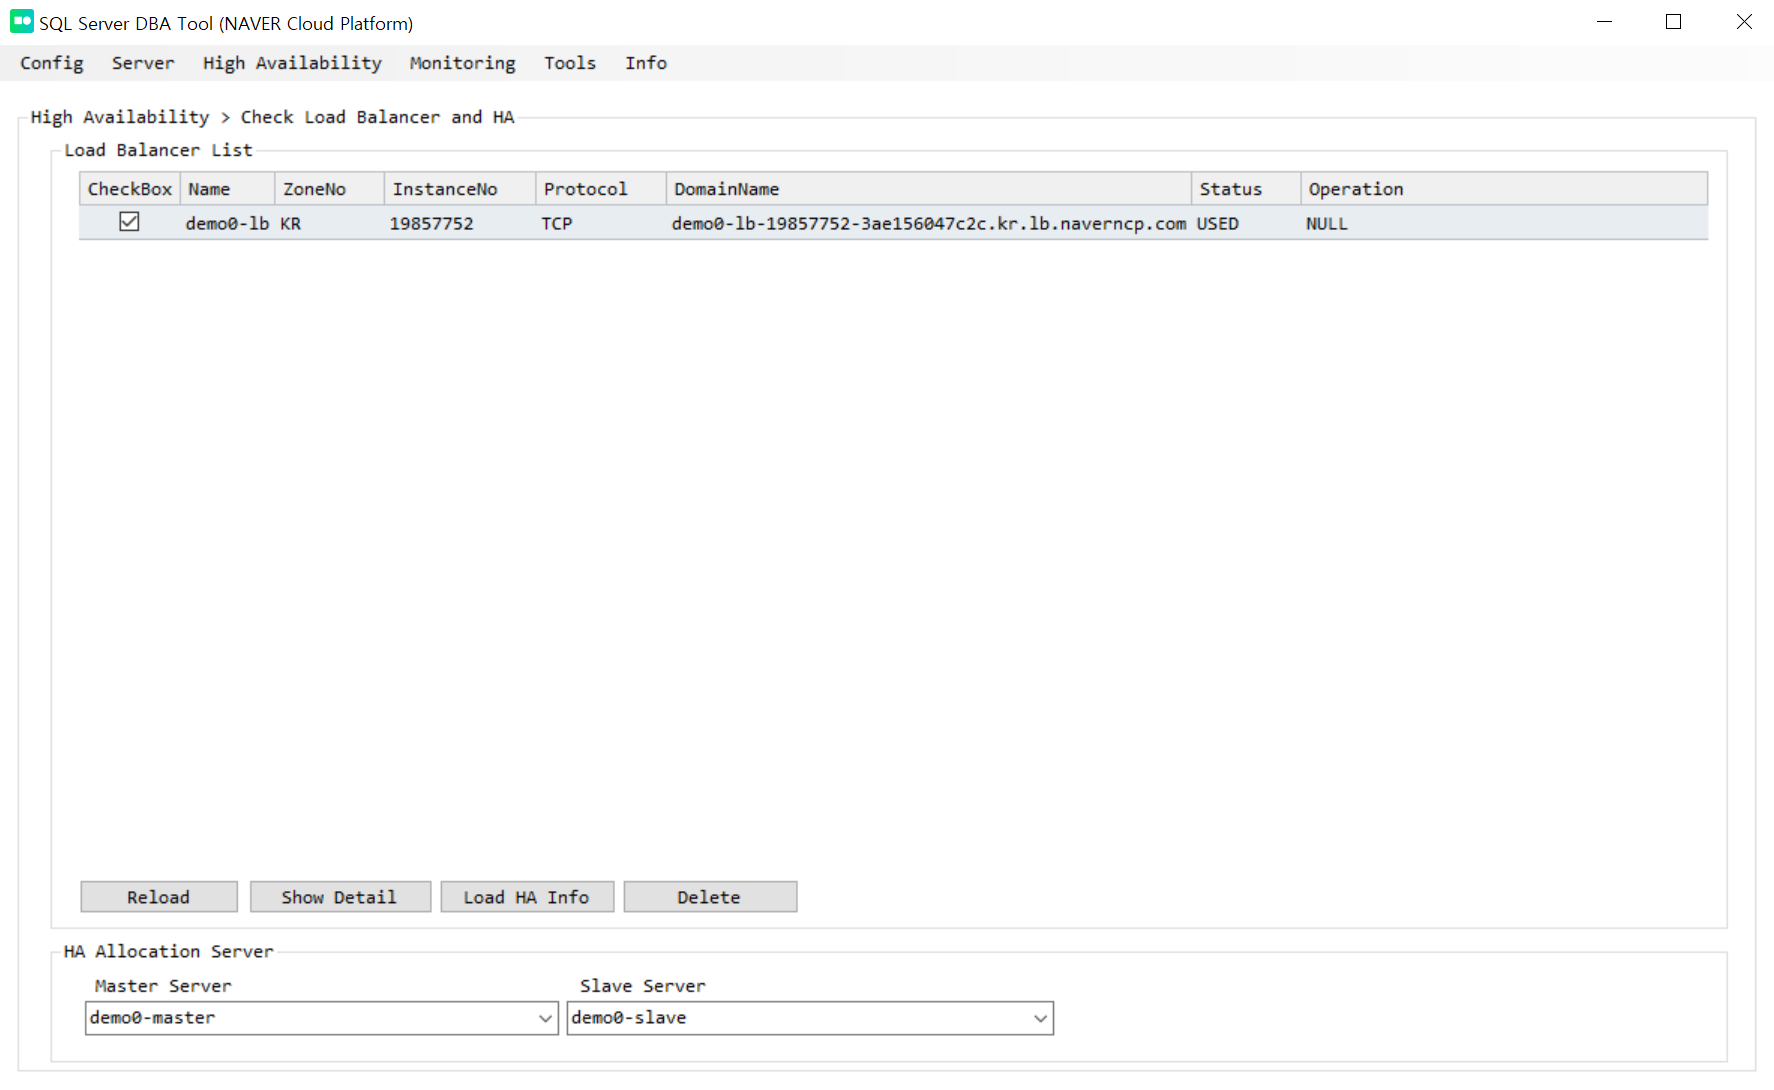 SQL Server DBA Tool (NAVER Cloud Platform)
Config Server High Availability Monitoring Tools Info
High Availability > Check Load Balancer and HA
Load Balancer List
CheckBox Name ZoneNo InstanceNo Protocol DomainName Status Operation
demo0-lb KR 19857752 TCP demo0-lb-19857752-3ae156047c2c.kr.lb.naverncp.com USED NULL
Reload Show Detail Load HA Info Delete
HA Allocation Server
Master Server Slave Server
demo0-master demo0-slave